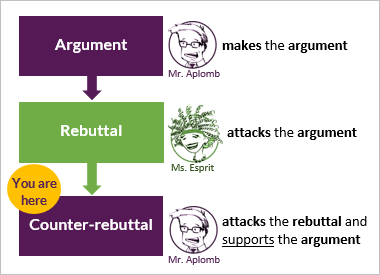 Argument
makes the argument
Mr. Aplomb
Rebuttal
attacks the argument
Ms. Esprit
You are
here
Counter-rebuttal
attacks the rebuttal and
supports the argument
Mr. Aplomb